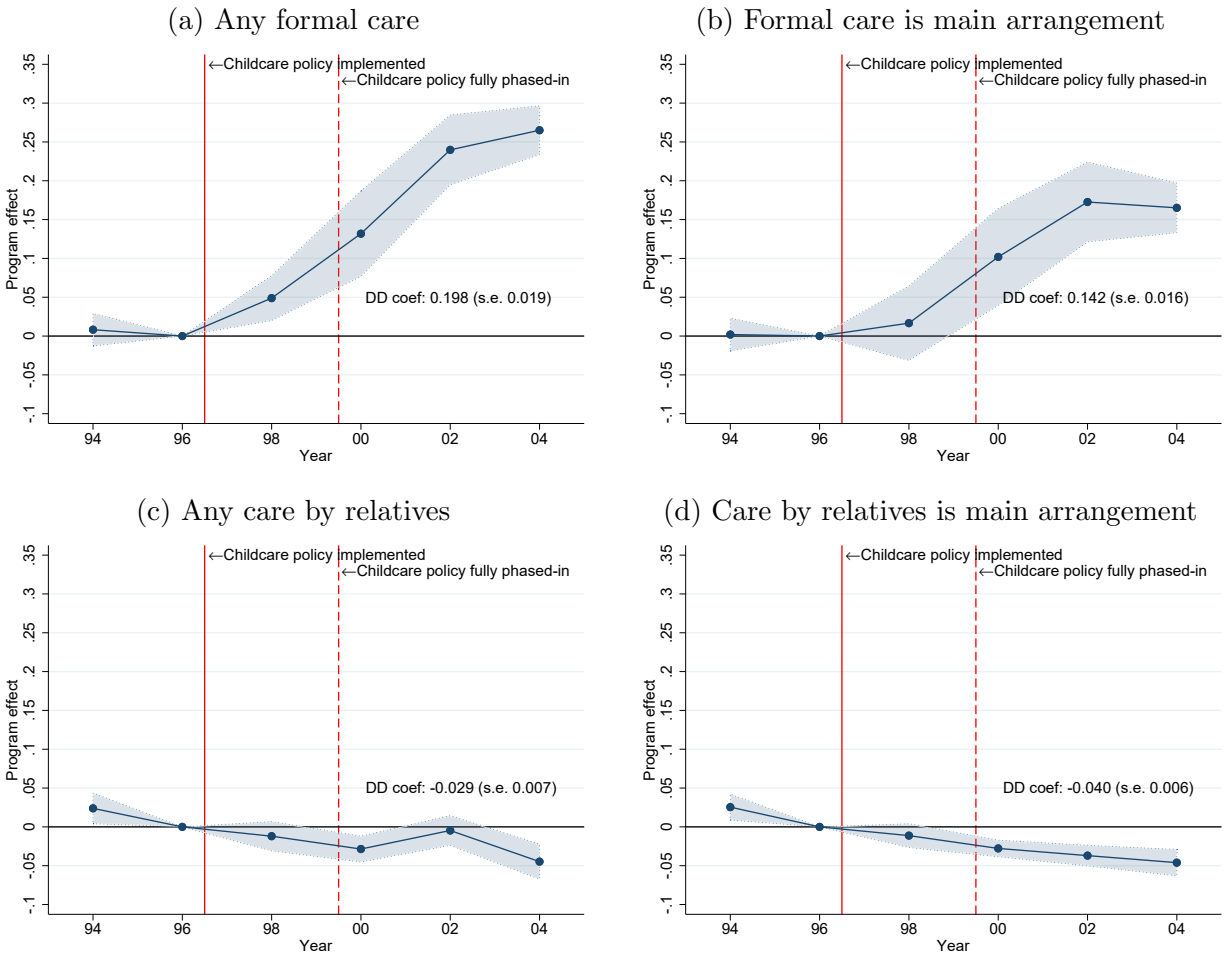 (a) Any formal care
←Childcare policy implemented
←Childcare policy fully phased-in
Program effect
.35
.3
.25
.2
.15
.1
.05
0
-.05
-.1
DD coef: 0.198 (s.e. 0.019)
94 96 98 00 02 04
Year
(b) Formal care is main arrangement
←Childcare policy implemented
←Childcare policy fully phased-in
Program effect
.35
.3
.25
.2
.15
.1
.05
0
-.05
-.1
DD coef: 0.142 (s.e. 0.016)
94 96 98 00 02 04
Year
(c) Any care by relatives
←Childcare policy implemented
←Childcare policy fully phased-in
Program effect
.35
.3
.25
.2
.15
.1
.05
0
-.05
-.1
DD coef: -0.029 (s.e. 0.007)
94 96 98 00 02 04
Year
(d) Care by relatives is main arrangement
←Childcare policy implemented
←Childcare policy fully phased-in
Program effect
.35
.3
.25
.2
.15
.1
.05
0
-.05
-.1
DD coef: -0.040 (s.e. 0.006)
94 96 98 00 02 04
Year